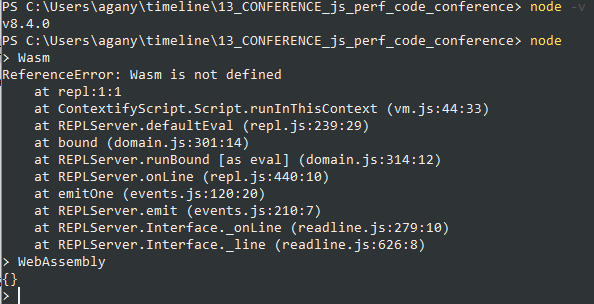 PS C:\Users\agany\timeline\13_CONFERENCE_js_perf_code_conference> node -v
v8.4.0
PS C:\Users\agany\timeline\13_CONFERENCE_js_perf_code_conference> node
> Wasm
ReferenceError: Wasm is not defined
    at repl:1:1
    at ContextifyScript.Script.runInThisContext (vm.js:44:33)
    at REPLServer.defaultEval (repl.js:239:29)
    at bound (domain.js:301:14)
    at REPLServer.runBound [as eval] (domain.js:314:12)
    at REPLServer.onLine (repl.js:440:10)
    at emitOne (events.js:120:20)
    at REPLServer.emit (events.js:210:7)
    at REPLServer.Interface._onLine (readline.js:279:10)
    at REPLServer.Interface._line (readline.js:626:8)
> WebAssembly
{}
>